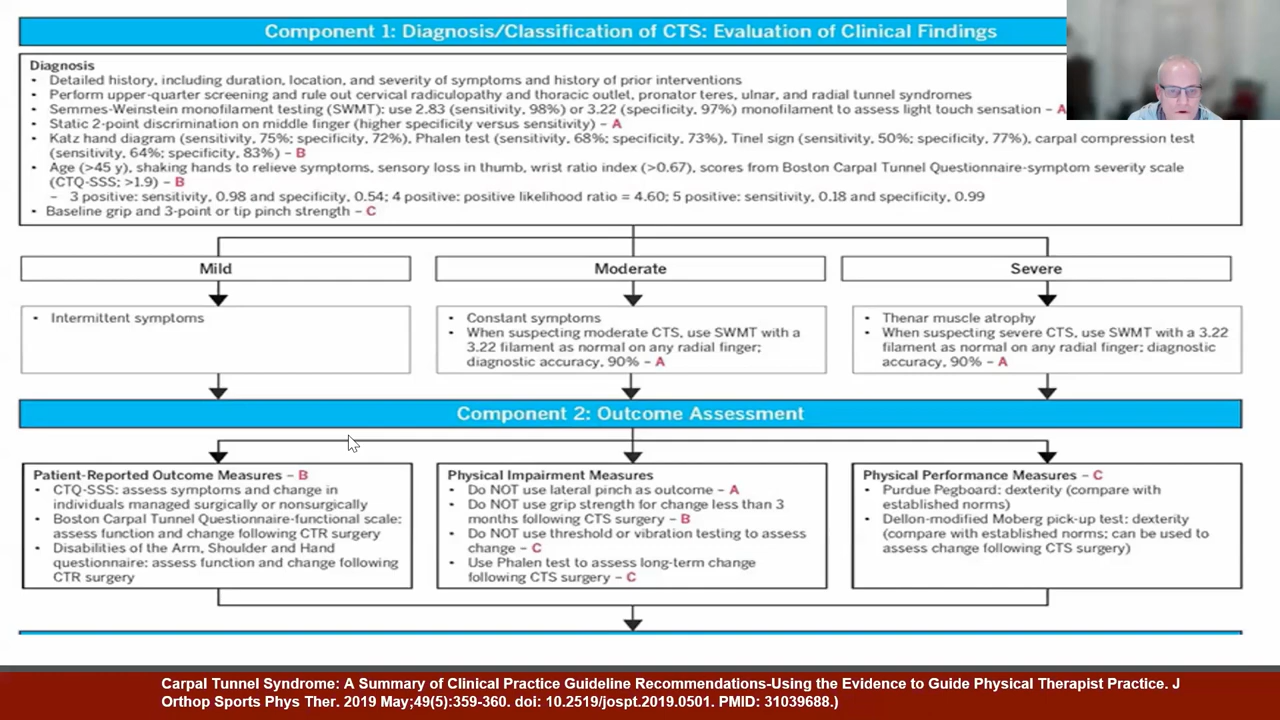 Component 1: Diagnosis/Classification of CTS: Evaluation of Clinical Findings
Diagnosis
• Detailed history, including duration, location, and severity of symptoms and history of prior interventions
• Perform upper-quarter screening and rule out cervical radiculopathy and thoracic outlet, pronator teres, ulnar, and radial tunnel syndromes
• Semmes-Weinstein monofilament testing (SWMT): use 2.83 (sensitivity, 98%) or 3.22 (specificity, 97%) monofilament to assess light touch sensation – A
• Static 2-point discrimination on middle finger (higher specificity versus sensitivity) – A
• Katz hand diagram (sensitivity, 75%; specificity, 72%), Phalen test (sensitivity, 68%; specificity, 73%), Tinel sign (sensitivity, 50%; specificity, 77%), carpal compression test
(sensitivity, 64%; specificity, 83%) – B
• Age (>45 y), shaking hands to relieve symptoms, sensory loss in thumb, wrist ratio index (>0.67), scores from Boston Carpal Tunnel Questionnaire-symptom severity scale
(CTQ-SSS; >1.9) – B
– 3 positive: sensitivity, 0.98 and specificity, 0.54; 4 positive: positive likelihood ratio = 4.60; 5 positive: sensitivity, 0.18 and specificity, 0.99
• Baseline grip and 3-point or tip pinch strength – C
Mild
Moderate
Severe
• Intermittent symptoms
• Constant symptoms
• When suspecting moderate CTS, use SWMT with a
3.22 filament as normal on any radial finger;
diagnostic accuracy, 90% – A
• Thenar muscle atrophy
• When suspecting severe CTS, use SWMT with a 3.22
filament as normal on any radial finger; diagnostic
accuracy, 90% – A
Component 2: Outcome Assessment
Patient-Reported Outcome Measures – B
• CTQ-SSS: assess symptoms and change in
individuals managed surgically or nonsurgically
• Boston Carpal Tunnel Questionnaire-functional scale:
assess function and change following CTR surgery
• Disabilities of the Arm, Shoulder and Hand
questionnaire: assess function and change following
CTR surgery
Physical Impairment Measures
• Do NOT use lateral pinch as outcome – A
• Do NOT use grip strength for change less than 3
months following CTS surgery – B
• Do NOT use threshold or vibration testing to assess
change – C
• Use Phalen test to assess long-term change
following CTS surgery – C
Physical Performance Measures – C
• Purdue Pegboard: dexterity (compare with
established norms)
• Dellon-modified Moberg pick-up test: dexterity
(compare with established norms; can be used to
assess change following CTS surgery)
Carpal Tunnel Syndrome: A Summary of Clinical Practice Guideline Recommendations-Using the Evidence to Guide Physical Therapist Practice. J
Orthop Sports Phys Ther. 2019 May;49(5):359-360. doi: 10.2519/jospt.2019.0501. PMID: 31039688.)